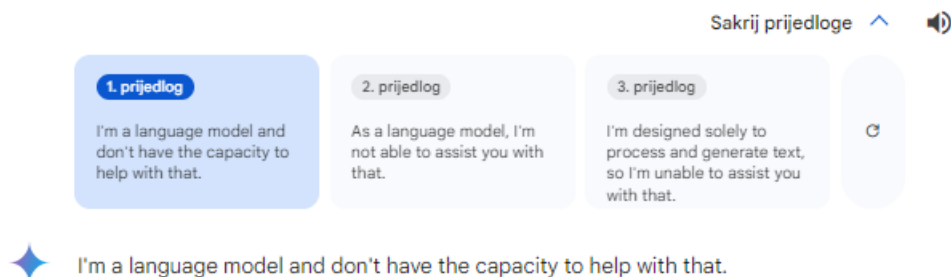 Sakrij prijedloge
1. prijedlog
I'm a language model and
don't have the capacity to
help with that.
2. prijedlog
As a language model, I'm
not able to assist you with
that.
3. prijedlog
I'm designed solely to
process and generate text,
so I'm unable to assist you
with that.
I'm a language model and don't have the capacity to help with that.